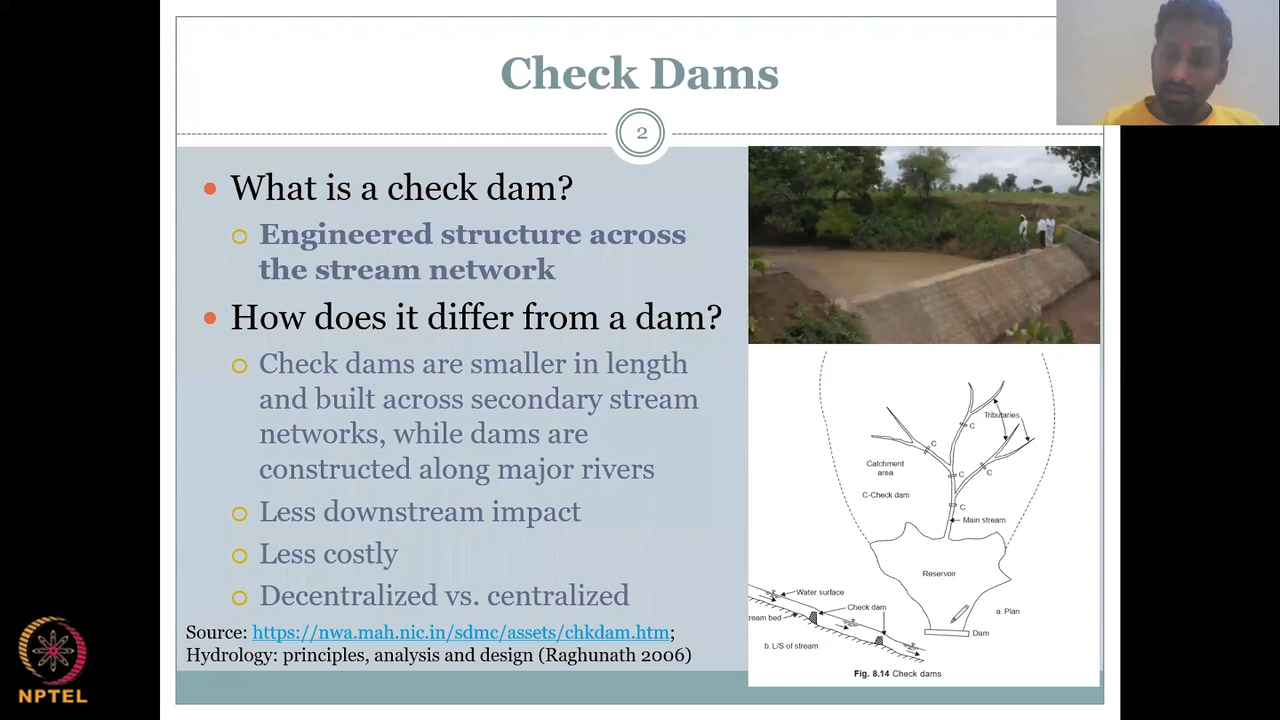 Check Dams
2
What is a check dam?
Engineered structure across
the stream network
How does it differ from a dam?
Check dams are smaller in length
and built across secondary stream
networks, while dams are
constructed along major rivers
Less downstream impact
Less costly
Decentralized vs. centralized
Source: https://nwa.mah.nic.in/sdmc/assets/chkdam.htm;
Hydrology: principles, analysis and design (Raghunath 2006)
Tributaries
C
C
C
C
C
Catchment
area
C-Check dam
Main stream
Reservoir
Water surface
Check dam
ream bed
a. Plan
Dam
b. L/S of stream
Fig. 8.14 Check dams
NPTEL